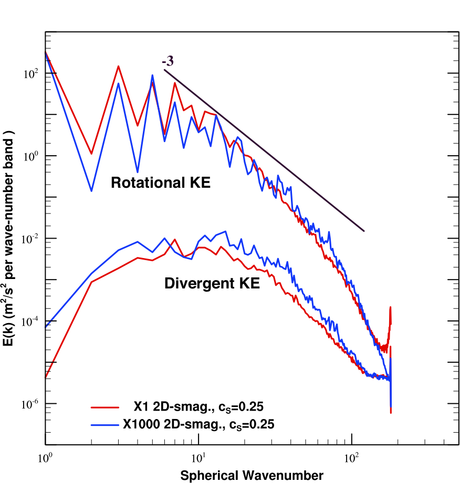 -3
10²
10⁰
10⁻²
10⁻⁴
10⁻⁶
E(k) (m²/s² per wave-number band )
Rotational KE
Divergent KE
X1 2D-smag., cₛ=0.25
X1000 2D-smag., cₛ=0.25
10⁰
10¹
10²
Spherical Wavenumber